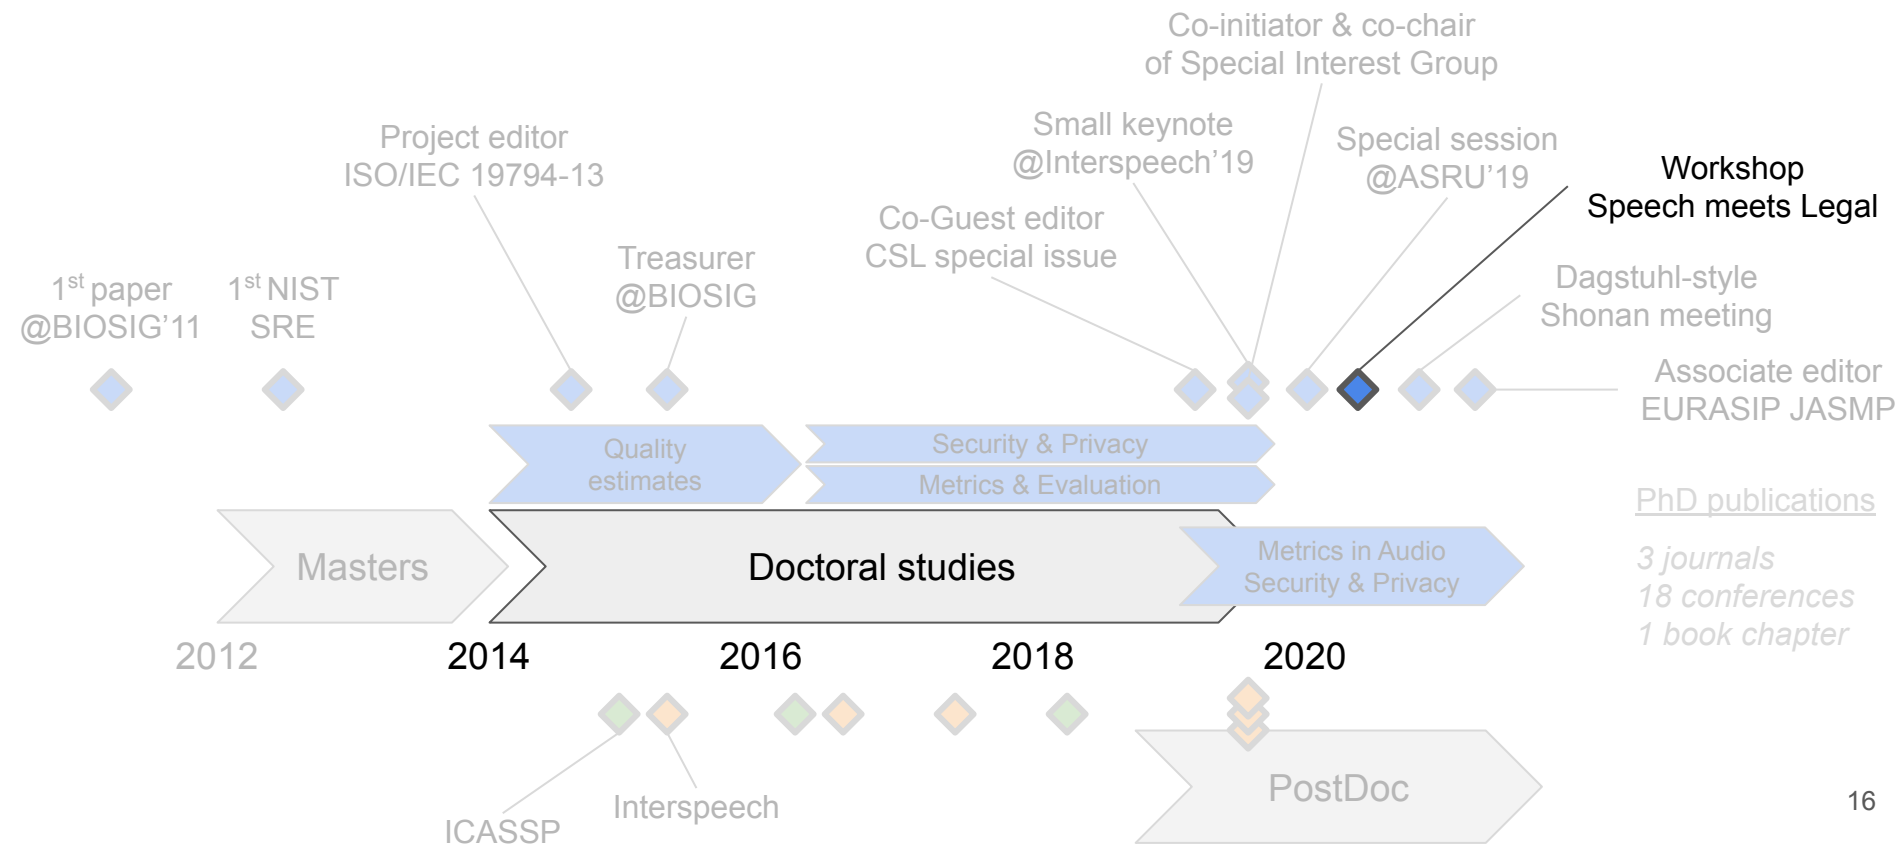 Co-initiator & co-chair
of Special Interest Group
Project editor
ISO/IEC 19794-13
Small keynote
@Interspeech’19
Special session
@ASRU’19
Workshop
Speech meets Legal
Co-Guest editor
CSL special issue
Treasurer
@BIOSIG
1st paper
@BIOSIG’11
1st NIST
SRE
Dagstuhl-style
Shonan meeting
Associate editor
EURASIP JASMP
Quality
estimates
Security & Privacy
Metrics & Evaluation
PhD publications
3 journals
18 conferences
1 book chapter
Masters
Doctoral studies
Metrics in Audio
Security & Privacy
2012
2014
2016
2018
2020
ICASSP
Interspeech
PostDoc
16